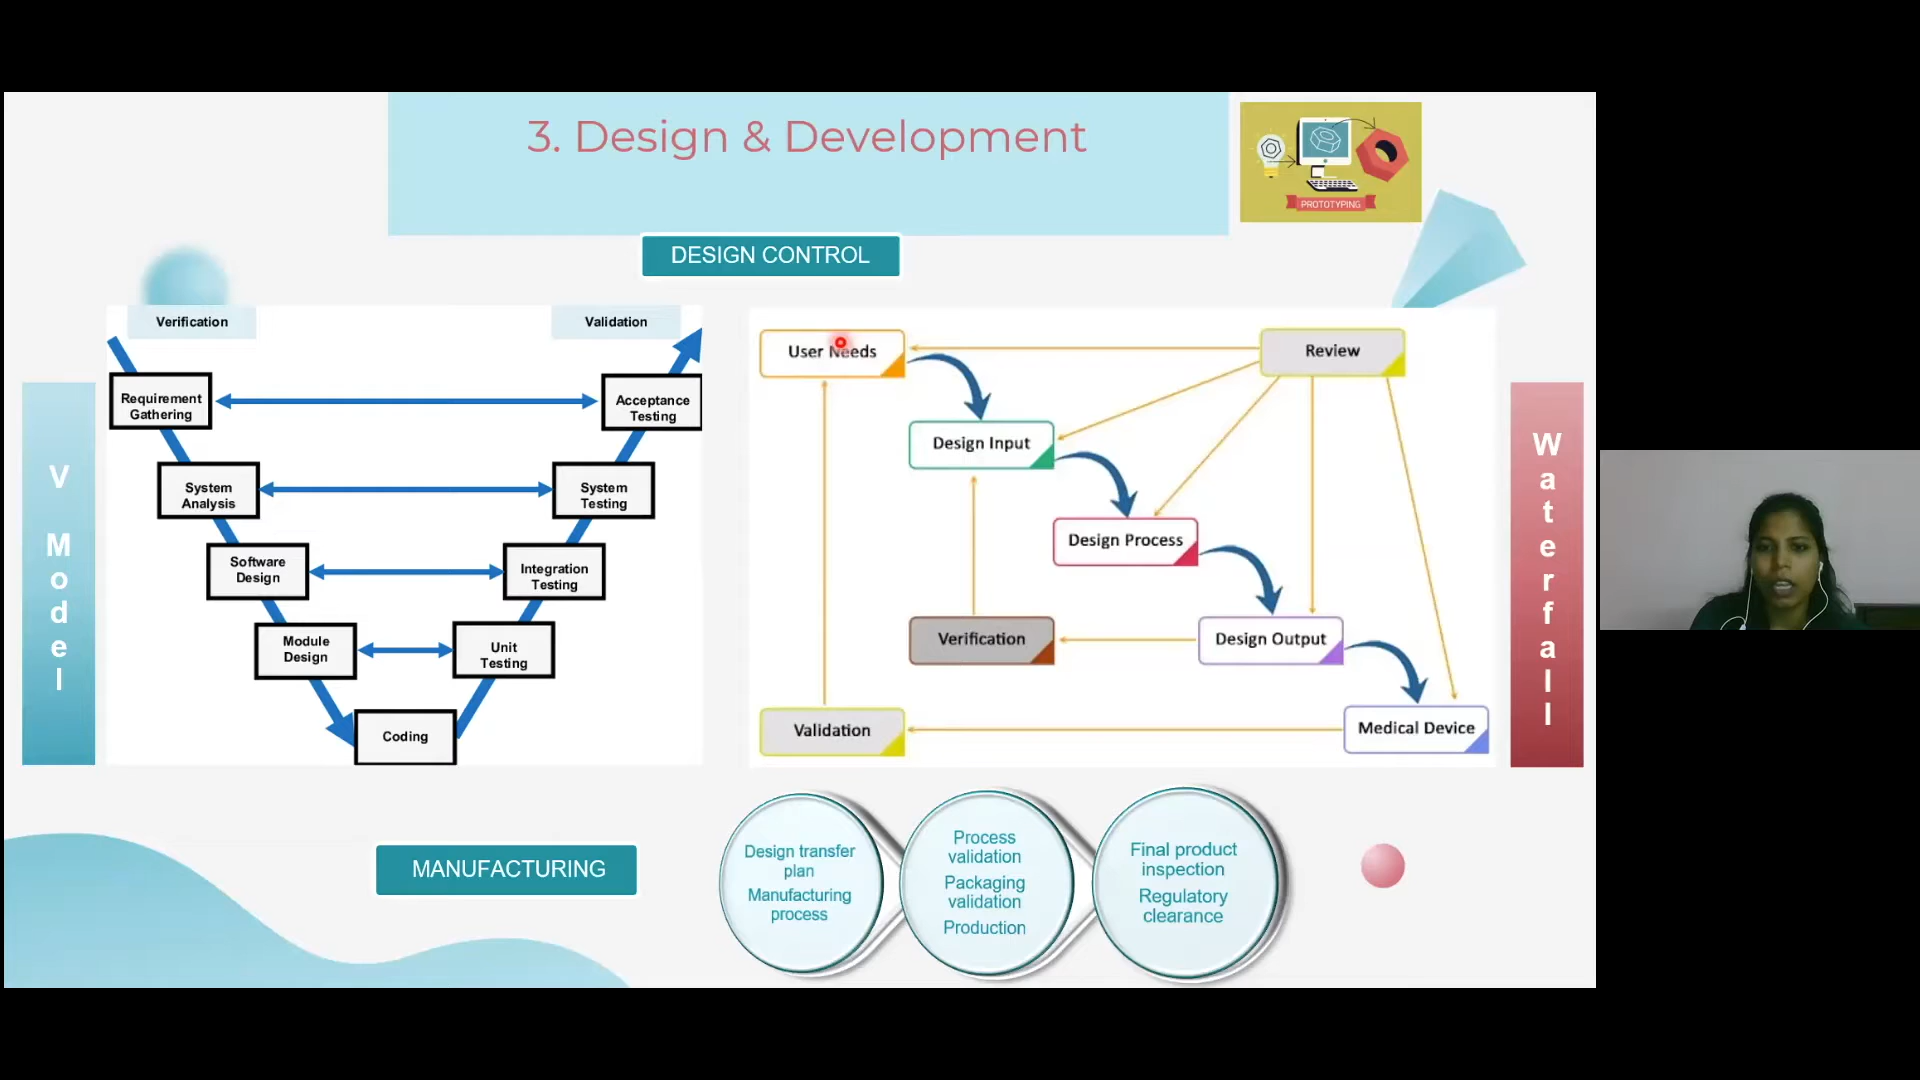 3. Design & Development
PROTOTYPING
DESIGN CONTROL
V Model
Verification
Validation
Requirement
Gathering
Acceptance
Testing
System
Analysis
System
Testing
Software
Design
Integration
Testing
Module
Design
Unit
Testing
Coding
User Needs
Review
Design Input
Design Process
Verification
Design Output
Validation
Medical Device
Waterfall
MANUFACTURING
Design transfer
plan
Manufacturing
process
Process
validation
Packaging
validation
Production
Final product
inspection
Regulatory
clearance